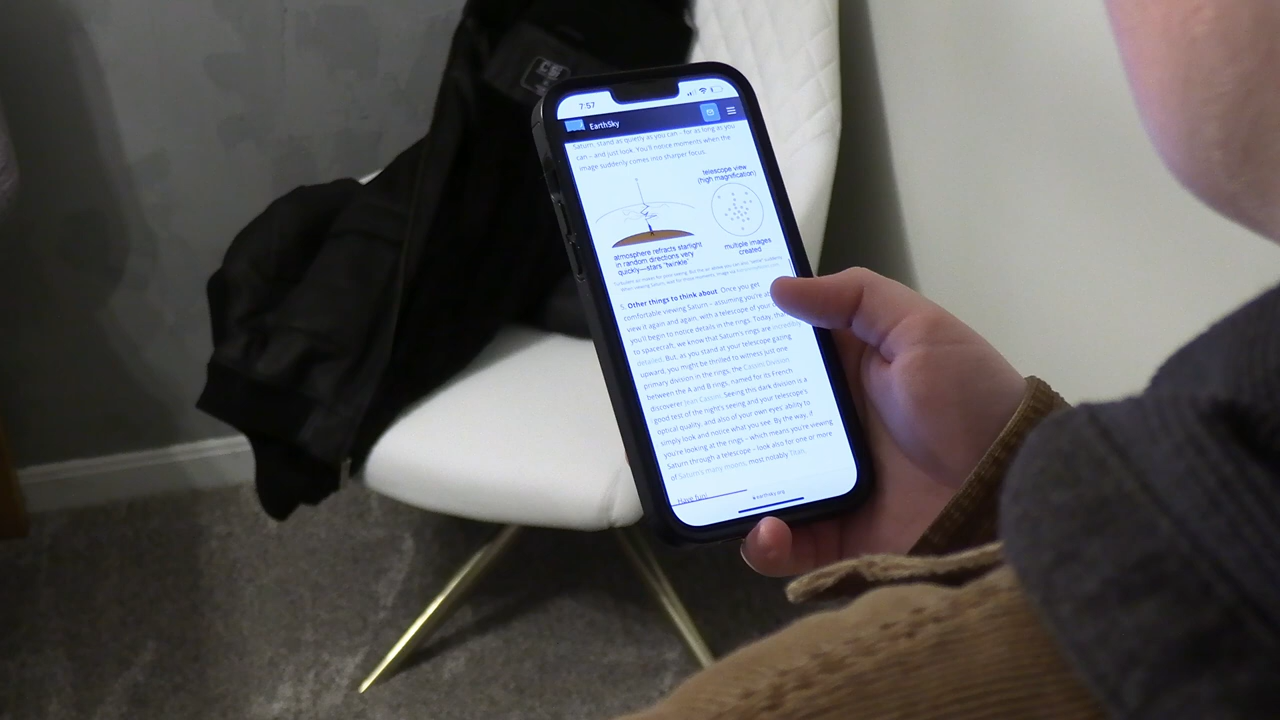 7:57
EarthSky
Saturn, stand as quietly as you can – for as long as you
can – and just look. You'll notice moments when the
image suddenly comes into sharper focus.
telescope view
(high magnification)
atmosphere refracts starlight
in random directions very
quickly—stars "twinkle"
multiple images
created
5. Other things to think about. Once you get
comfortable viewing Saturn – assuming you're
view it again and again, with a telescope of your
you'll begin to notice details in the rings. Today,
to spacecraft, we know that Saturn's rings are incredibly
detailed. But, as you stand at your telescope gazing
upward, you might be thrilled to witness just one
primary division in the rings, the Cassini Division
between the A and B rings, named for its French
discoverer Jean Cassini. Seeing this dark division is a
good test of the night's seeing and your telescope's
optical quality, and also of your own eyes' ability to
simply look and notice what you see. By the way, if
you're looking at the rings – which means you're viewing
Saturn through a telescope – look also for one or more
of Saturn's many moons, most notably Titan.
Have fun!
earthsky.org